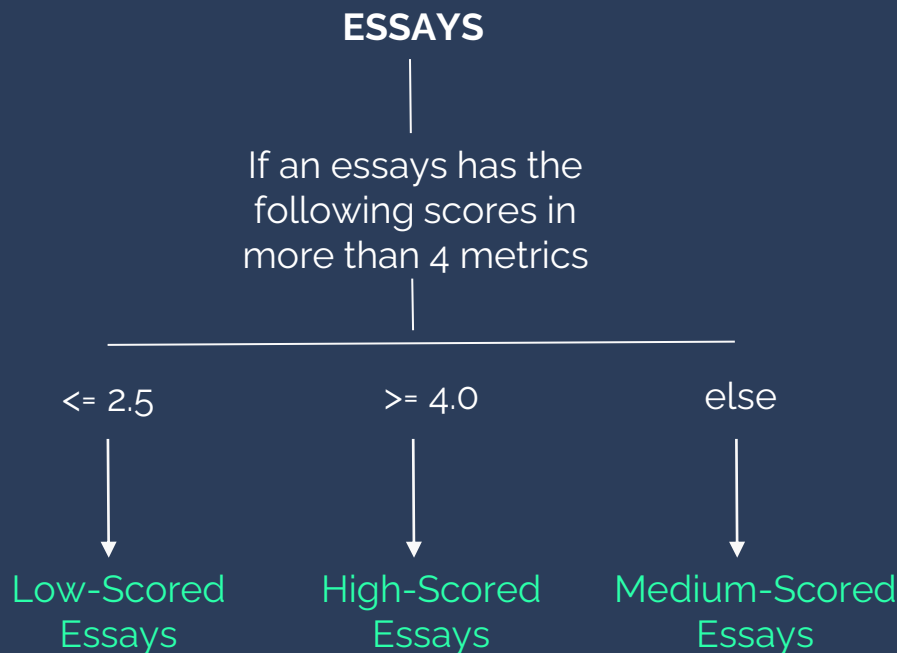 ESSAYS
If an essays has the
following scores in
more than 4 metrics
<= 2.5
>= 4.0
else
Low-Scored
Essays
High-Scored
Essays
Medium-Scored
Essays